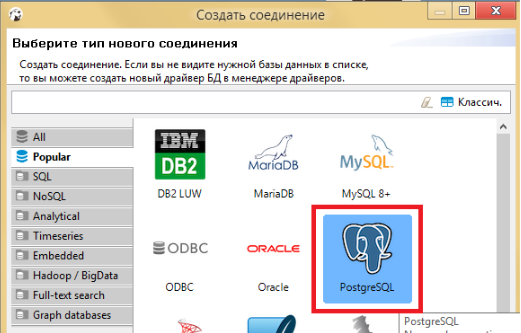 Создать соединение
Выберите тип нового соединения
Создать соединение. Если вы не видите нужной базы данных в списке,
то вы можете создать новый драйвер БД в менеджере драйверов.
Классич.
All
Popular
SQL
NoSQL
Analytical
Timeseries
Embedded
Hadoop / BigData
Full-text search
Graph databases
IBM
DB2
MariaDB
MySQL
DB2 LUW
MariaDB
MySQL 8+
ODBC
ORACLE
ODBC
Oracle
PostgreSQL
PostgreSQL